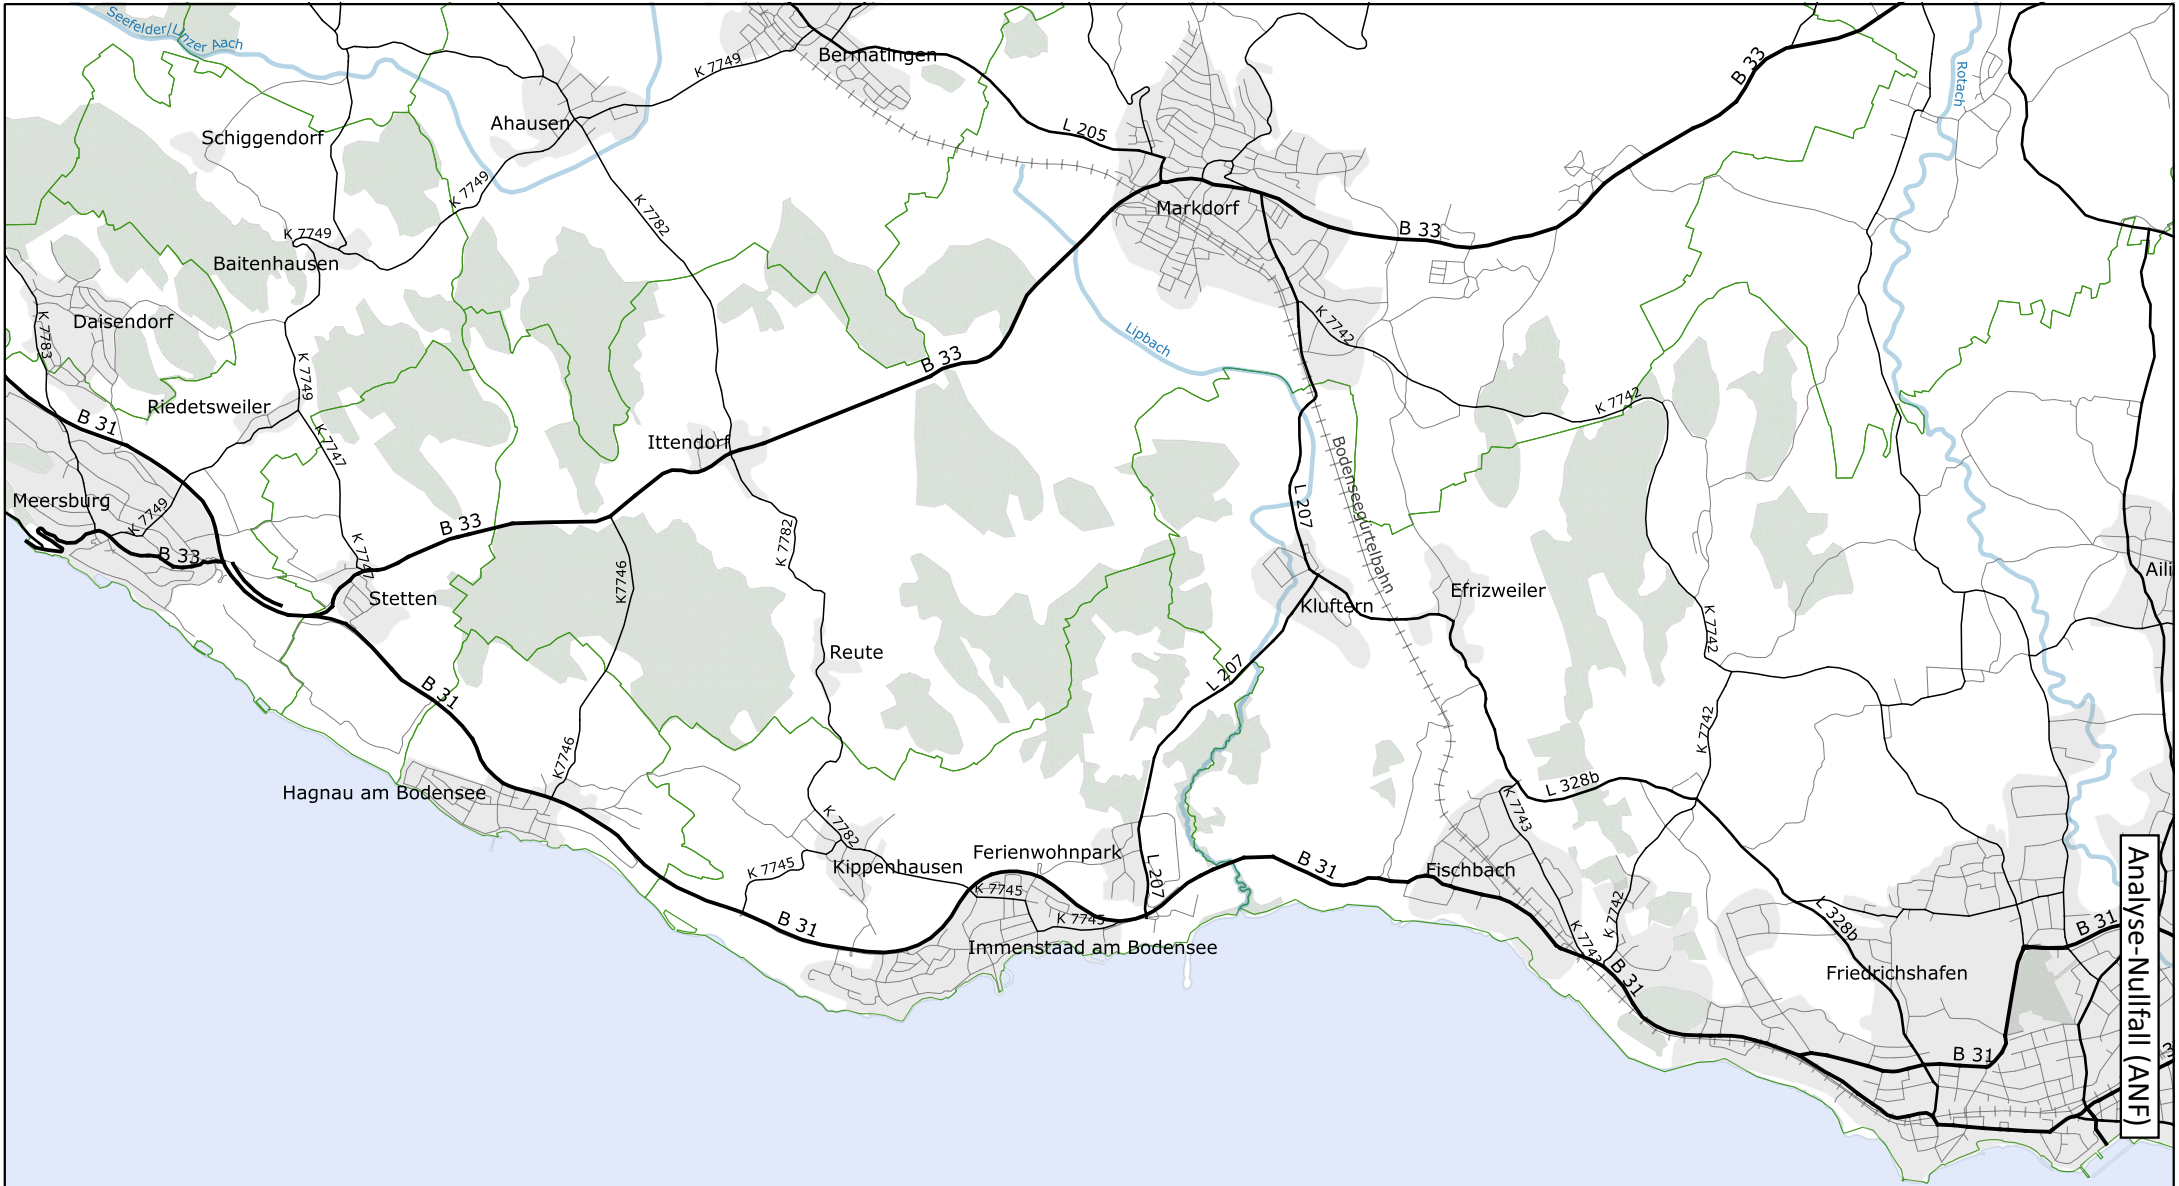 Seefelder/Linzer Aach
K 7749
Bermatingen
B 33
Rotach
Schiggendorf
Ahausen
L 205
K 7749
K 7782
Markdorf
B 33
K 7749
Baitenhausen
Daisendorf
K 7783
Lipbach
K 7742
B 33
K 7749
K 7742
Riedetsweiler
B 31
K 7747
Ittendorf
Bodenseegürtelbahn
Meersburg
K 7749
B 33
L 207
K 7782
B 33
K 7747
K7746
Stetten
Kluftern
Efrizweiler
Aili
K 7742
Reute
L 207
B 31
K 7742
K7746
Hagnau am Bodensee
L 328b
K 7743
K 7782
Ferienwohnpark
K 7745
Kippenhausen
K 7745
L 207
B 31
Fischbach
B 31
K 7745
K 7742
L 328b
B 31
Immenstaad am Bodensee
K 7743
B 31
Friedrichshafen
B 31
Analyse-Nullfall (ANF)